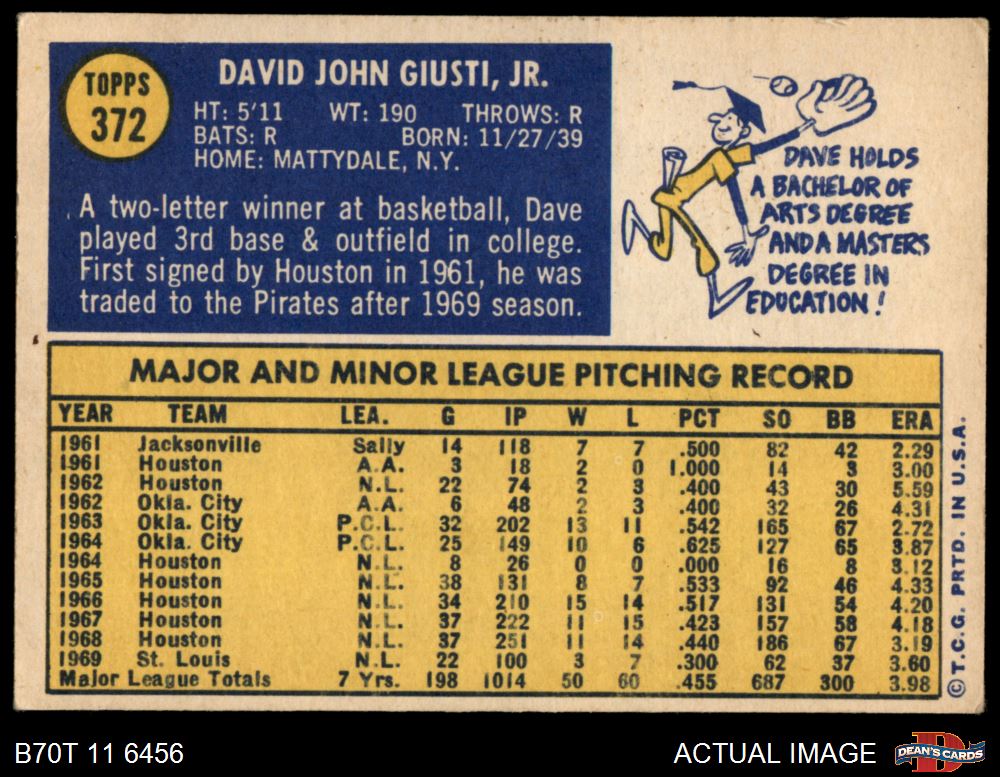 TOPPS
372
DAVID JOHN GIUSTI, JR.
HT: 5'11 WT: 190 THROWS: R
BATS: R BORN: 11/27/39
HOME: MATTYDALE, N.Y.
A two-letter winner at basketball, Dave
played 3rd base & outfield in college.
First signed by Houston in 1961, he was
traded to the Pirates after 1969 season.
DAVE HOLDS
A BACHELOR OF
ARTS DEGREE
AND A MASTERS
DEGREE IN
EDUCATION!
MAJOR AND MINOR LEAGUE PITCHING RECORD
YEAR TEAM LEA. G IP W L PCT SO BB ERA
1961 Jacksonville Sally 14 118 7 7 .500 82 42 2.29
1961 Houston A.A. 3 18 2 0 1.000 14 3 3.00
1962 Houston N.L. 22 74 2 3 .400 43 30 5.59
1962 Okla. City A.A. 6 48 2 3 .400 32 26 4.31
1963 Okla. City P.C.L. 32 202 13 11 .542 165 67 2.72
1964 Okla. City P.C.L. 25 149 10 6 .625 127 65 3.87
1964 Houston N.L. 8 26 0 0 .000 16 8 3.12
1965 Houston N.L. 38 131 8 7 .533 92 46 4.33
1966 Houston N.L. 34 210 15 14 .517 131 54 4.20
1967 Houston N.L. 37 222 11 15 .423 157 58 4.18
1968 Houston N.L. 37 251 11 14 .440 186 67 3.19
1969 St. Louis N.L. 22 100 3 7 .300 62 37 3.60
Major League Totals 7 Yrs. 198 1014 50 60 .455 687 300 3.98
© T.C.G. PRTD. IN U.S.A.
B70T 11 6456
ACTUAL IMAGE
DEAN'S CARDS